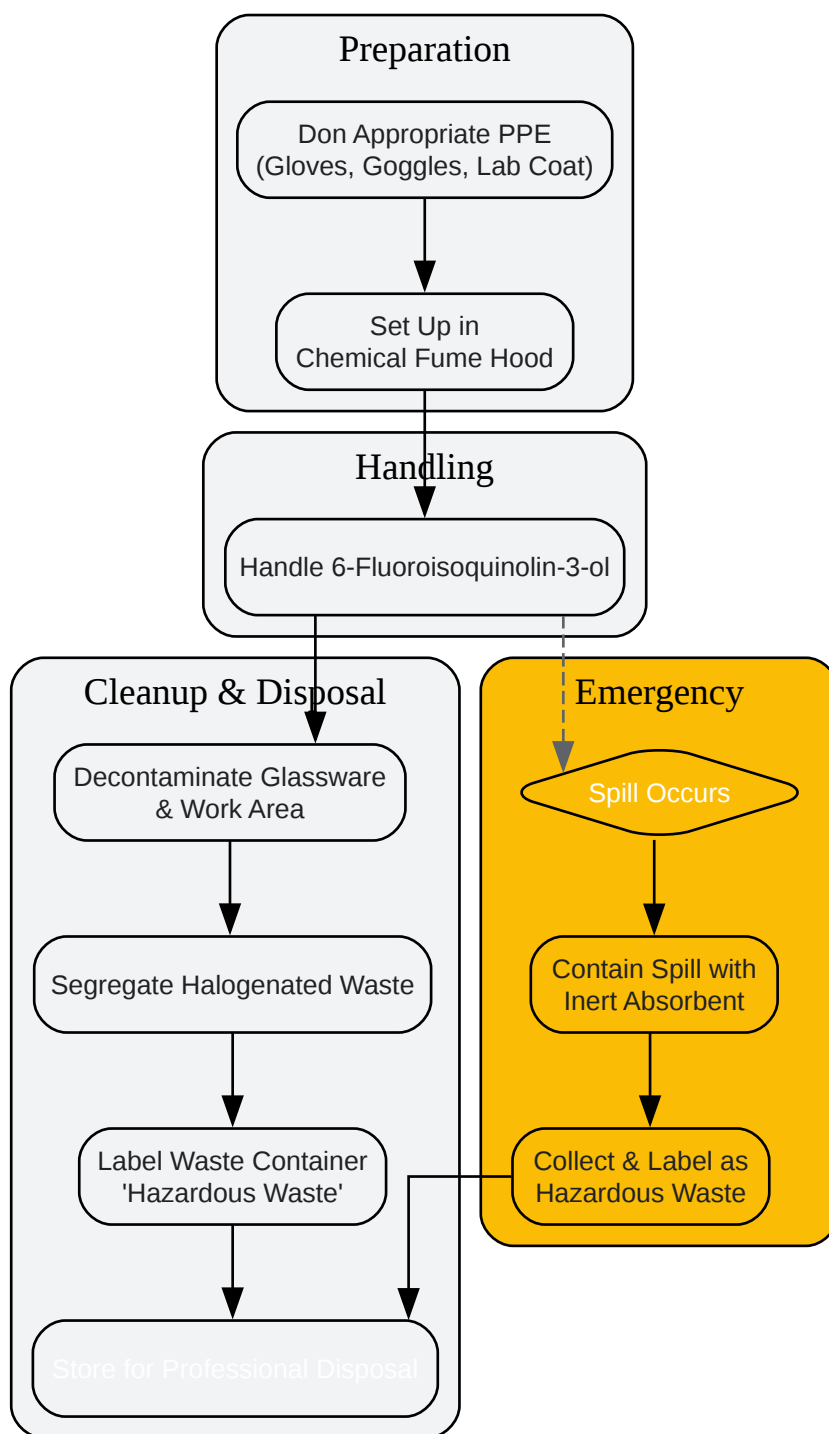 Preparation
Don Appropriate PPE
(Gloves, Goggles, Lab Coat)
Set Up in
Chemical Fume Hood
Handling
Handle 6-Fluoroisoquinolin-3-ol
Cleanup & Disposal
Decontaminate Glassware
& Work Area
Segregate Halogenated Waste
Label Waste Container
'Hazardous Waste'
Store for Professional Disposal
Emergency
Spill Occurs
Contain Spill with
Inert Absorbent
Collect & Label as
Hazardous Waste